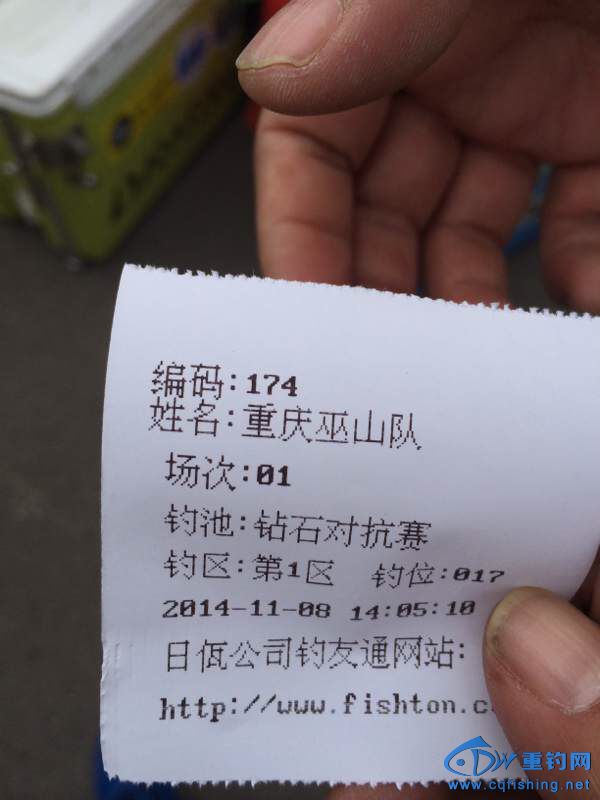 编码:174
姓名:重庆巫山队
场次:01
钓池:钻石对抗赛
钓区:第1区 钓位:017
2014-11-08 14:05:10
日佤公司钓友通网站:
http://www.fishton.c
重钓网
www.cqfishing.net